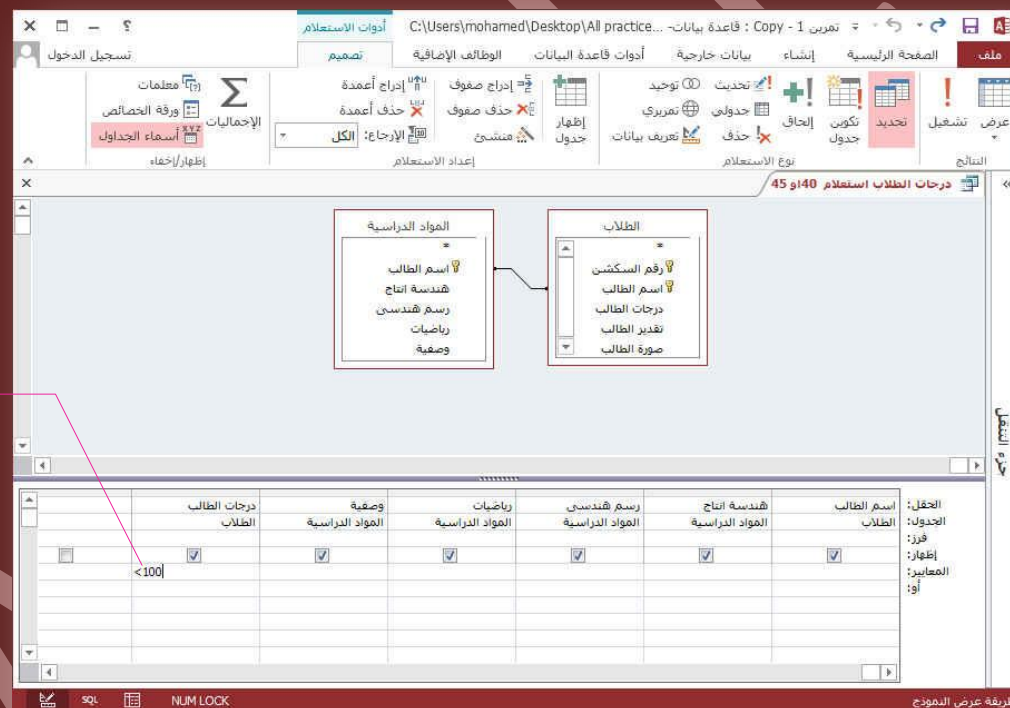 تمرين 1 - Copy : قاعدة بيانات- C:\Users\mohamed\Desktop\All practice...
أدوات الاستعلام
؟
ملف
الصفحة الرئيسية
إنشاء
بيانات خارجية
أدوات قاعدة البيانات
الوظائف الإضافية
تصميم
تسجيل الدخول
عرض
تشغيل
النتائج
تحديد
تكوين جدول
إلحاق
تحديث
جدولي
حذف
توحيد
تمريري
تعريف بيانات
نوع الاستعلام
إظهار جدول
إدراج صفوف
حذف صفوف
منشئ
إدراج أعمدة
حذف أعمدة
الإرجاع: الكل
إعداد الاستعلام
الإجماليات
معلمات
ورقة الخصائص
أسماء الجداول
إظهار/إخفاء
درجات الطلاب استعلام 40او 45
الطلاب
*
رقم السكشن
اسم الطالب
درجات الطالب
تقدير الطالب
صورة الطالب
المواد الدراسية
*
اسم الطالب
هندسة انتاج
رسم هندسى
رياضيات
وصفية
جزء التنقل
الحقل: اسم الطالب هندسة انتاج رسم هندسى رياضيات وصفية درجات الطالب
الجدول: الطلاب المواد الدراسية المواد الدراسية المواد الدراسية المواد الدراسية الطلاب
فرز:
إظهار:
المعايير: <100
أو:
طريقة عرض النموذج
NUM LOCK
SQL